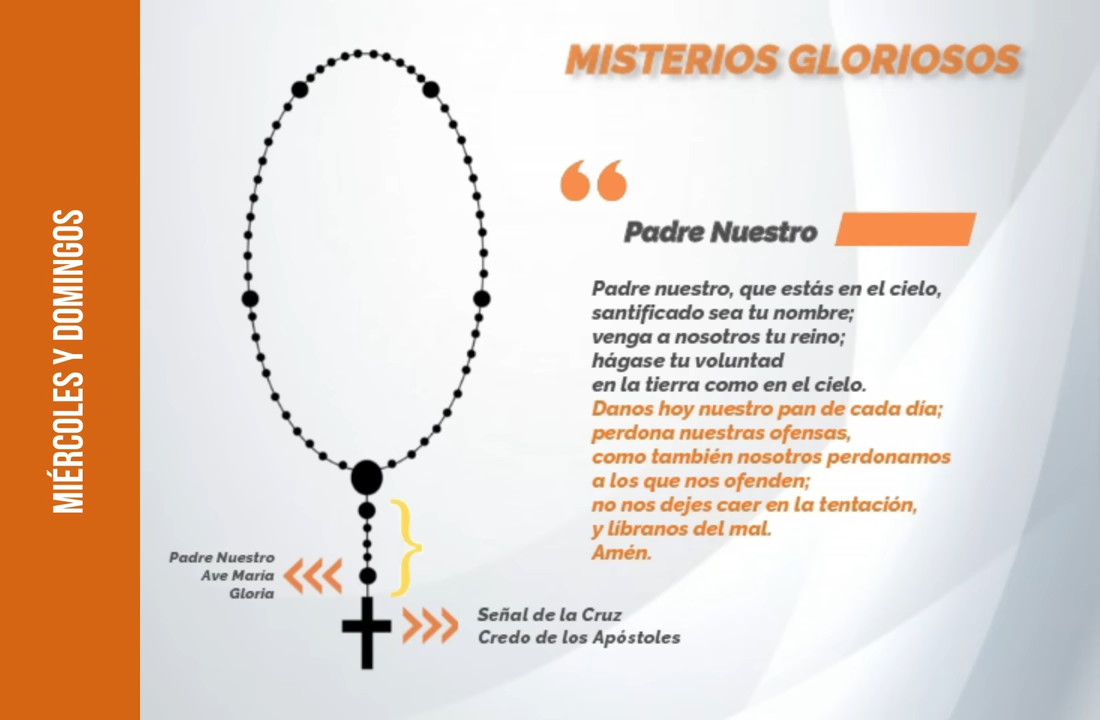 MIÉRCOLES Y DOMINGOS
MISTERIOS GLORIOSOS
Padre Nuestro
Padre nuestro, que estás en el cielo,
santificado sea tu nombre;
venga a nosotros tu reino;
hágase tu voluntad
en la tierra como en el cielo.
Danos hoy nuestro pan de cada día;
perdona nuestras ofensas,
como también nosotros perdonamos
a los que nos ofenden;
no nos dejes caer en la tentación,
y líbranos del mal.
Amén.
Padre Nuestro
Ave María
Gloria
Señal de la Cruz
Credo de los Apóstoles